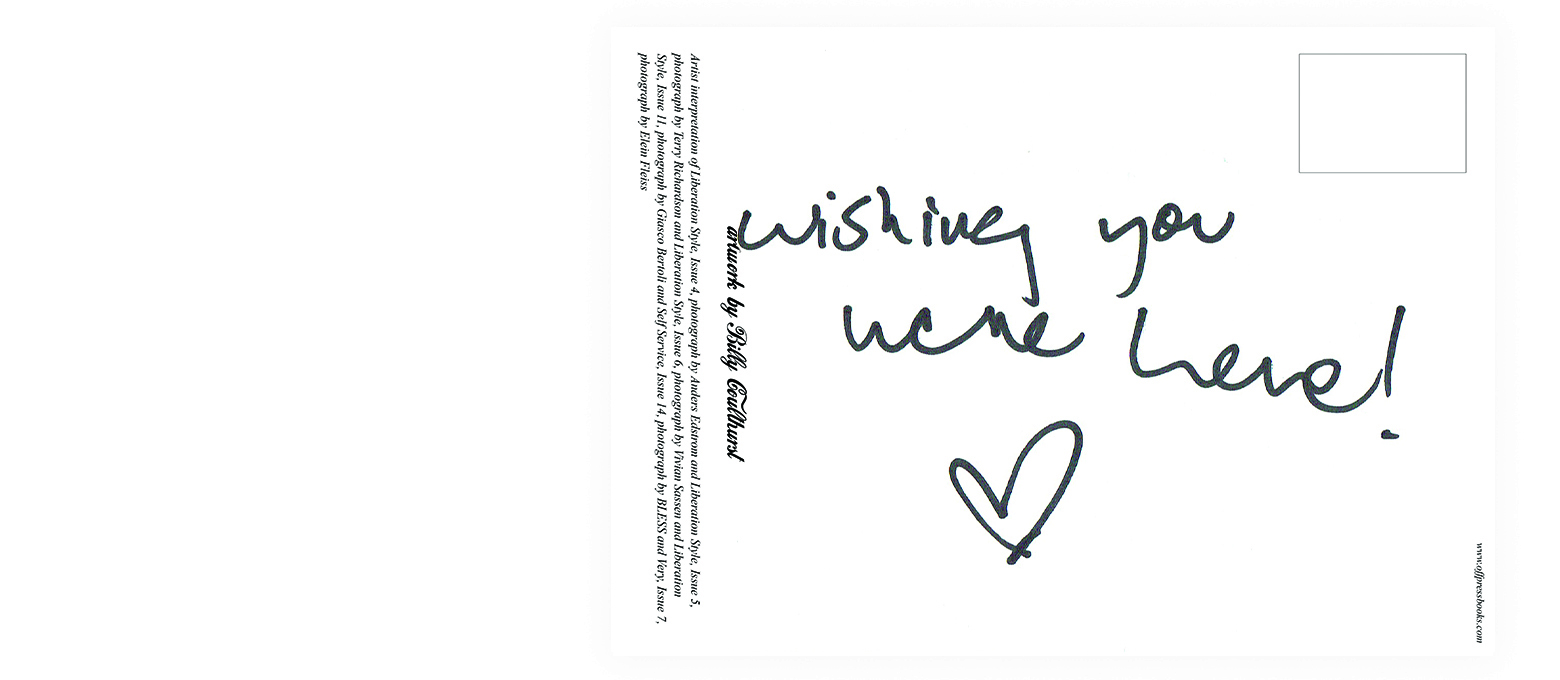 Artist interpretation of Liberation Style, Issue 4, photograph by Anders Edstrom and Liberation Style, Issue 5,
photograph by Terry Richardson and Liberation Style, Issue 6, photograph by Vivian Sassen and Liberation
Style, Issue 11, photograph by Giasco Bertoli and Self Service, Issue 14, photograph by BLESS and Very, Issue 7,
photograph by Elein Fleiss
artwork by Billy Coulthurst
wishing you
were here!
www.offpressbooks.com